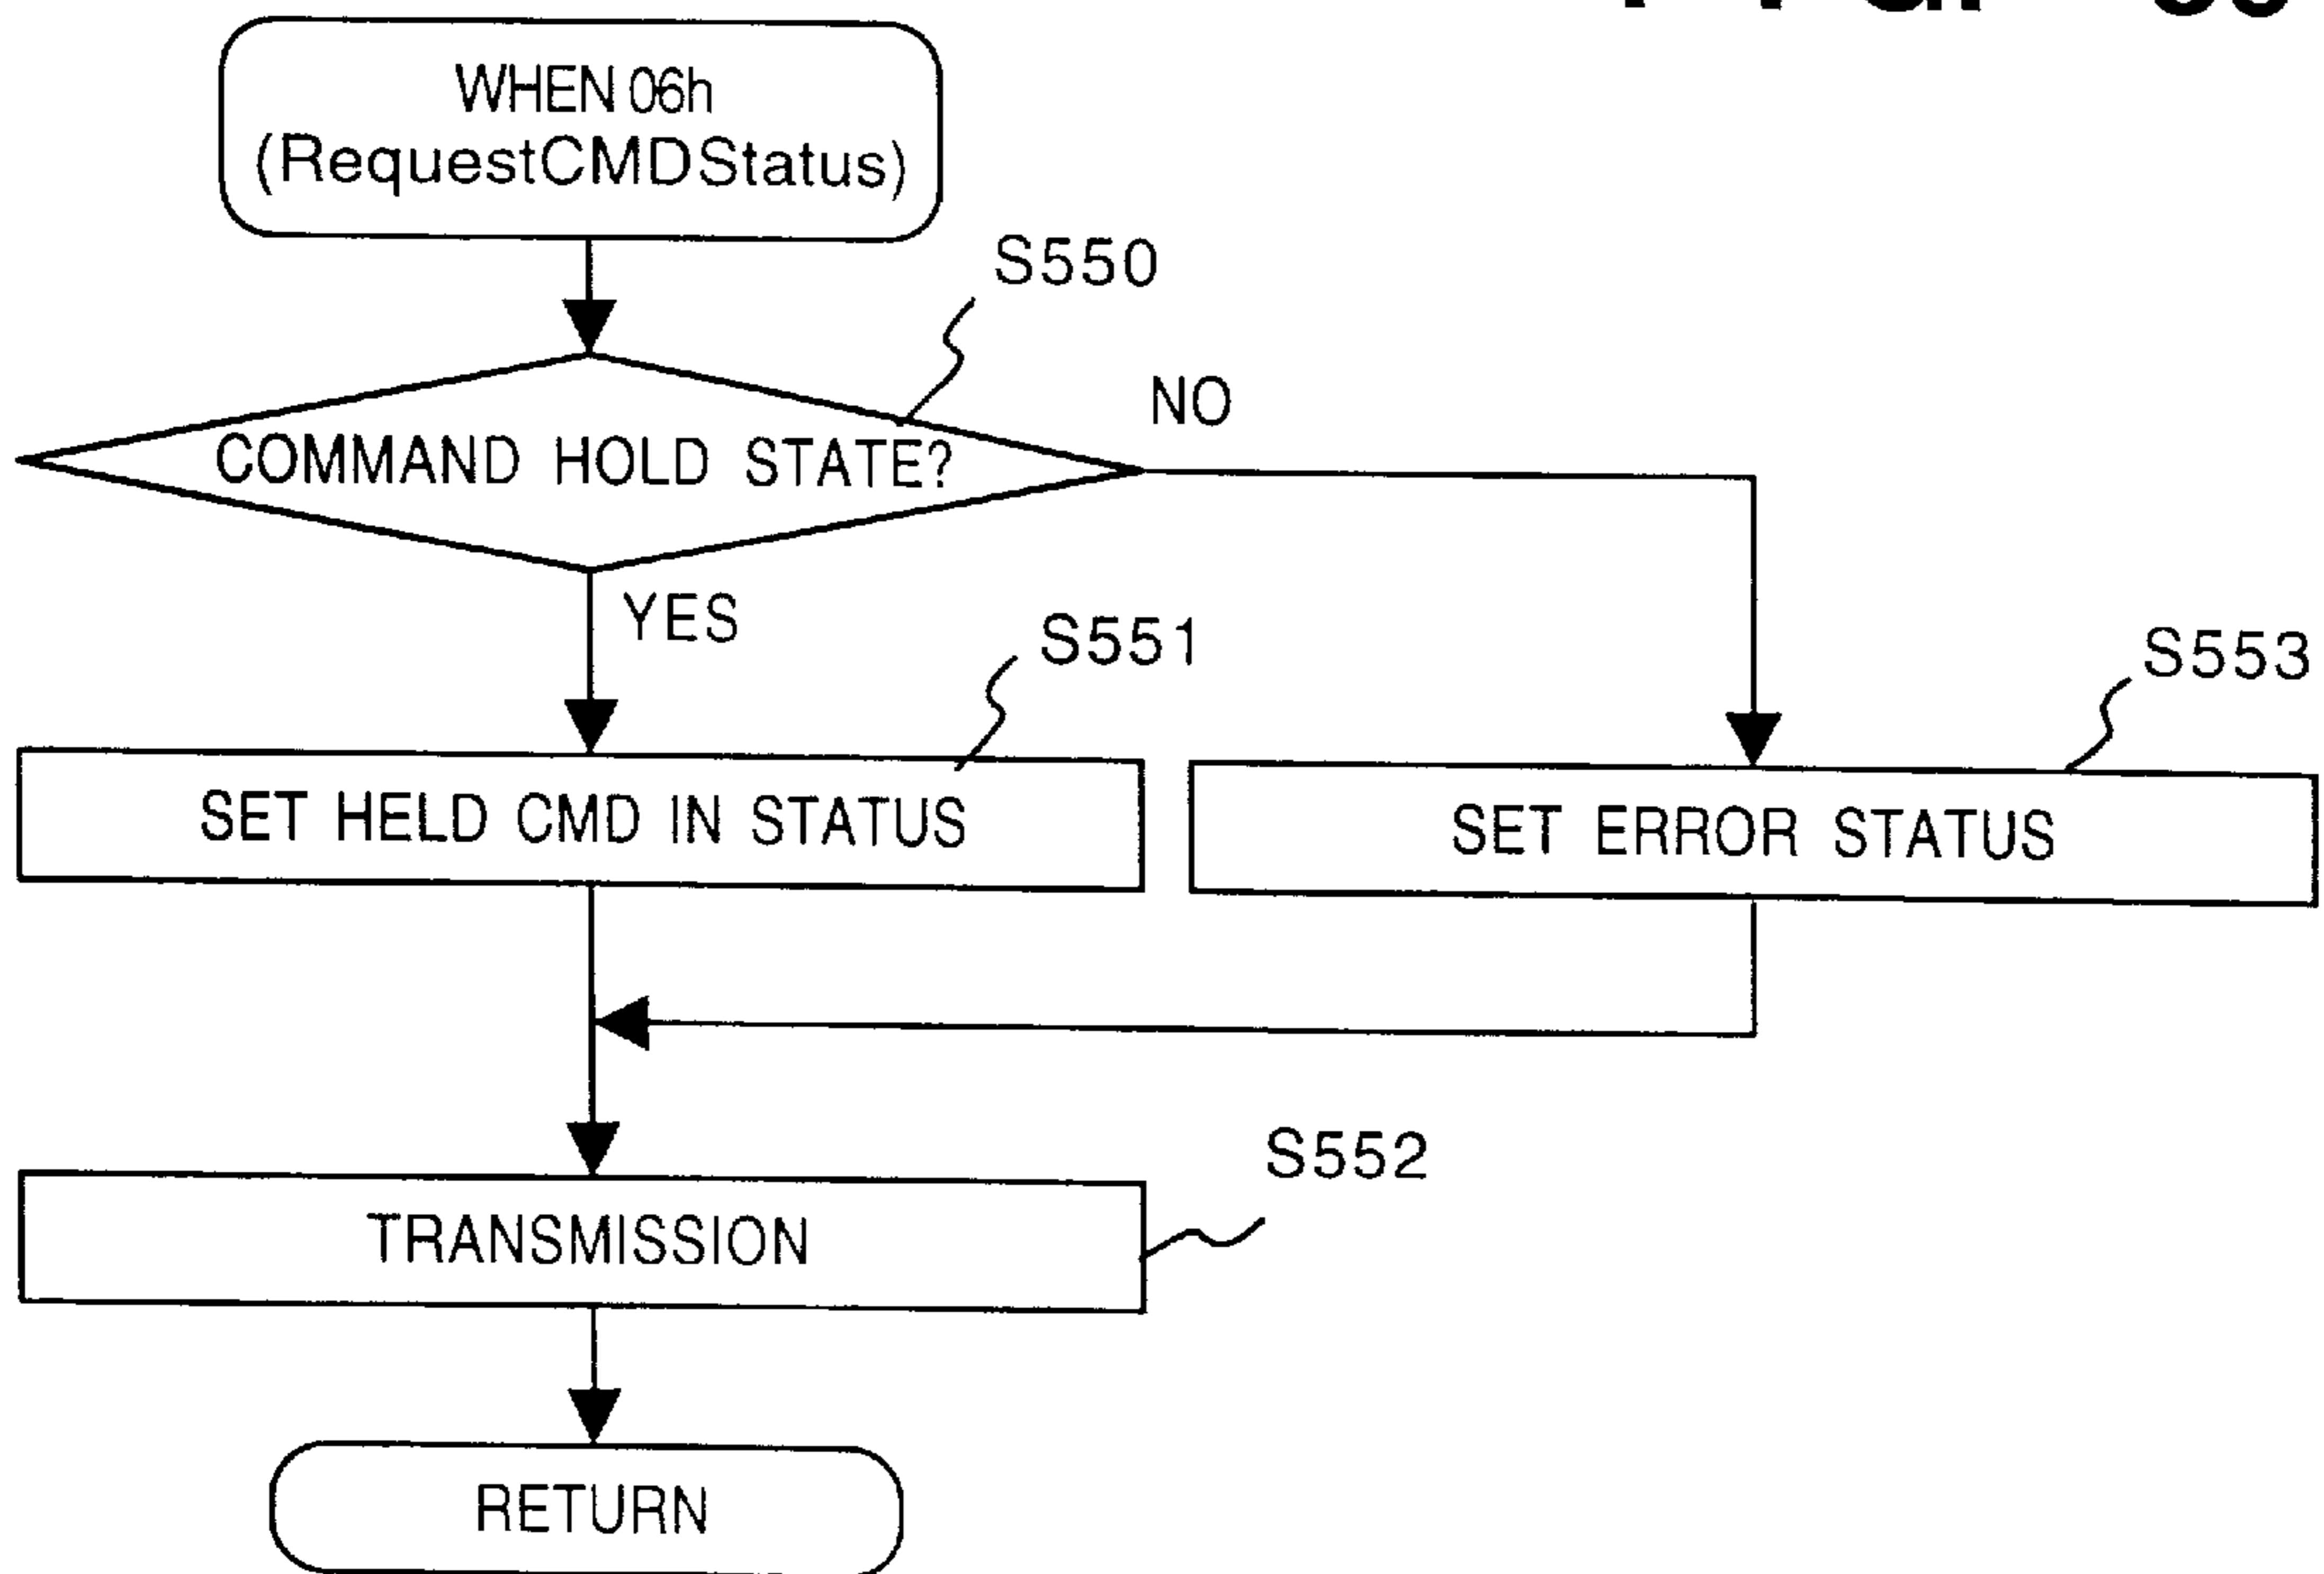 WHEN 06h
(RequestCMDStatus)
S550
NO
COMMAND HOLD STATE?
YES
S551
S553
SET HELD CMD IN STATUS
SET ERROR STATUS
S552
TRANSMISSION
RETURN